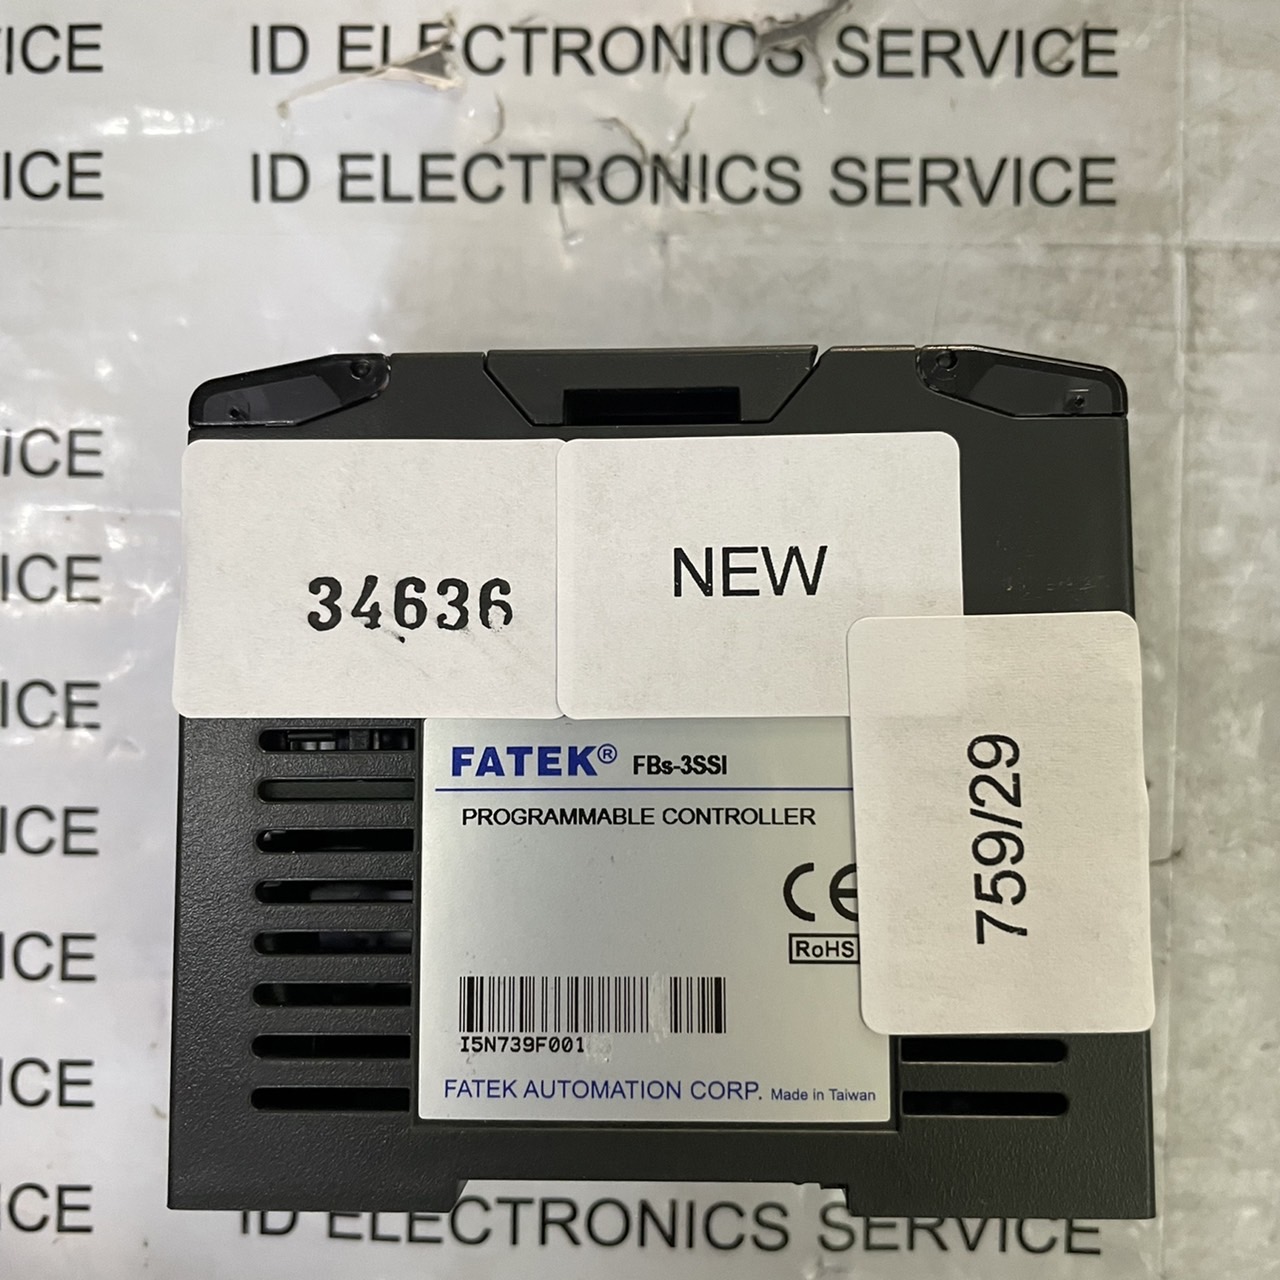 ICE ID ELECTRONICS SERVICE
ICE ID ELECTRONICS SERVICE
ICE
34636
NEW
ICE
ICE
FATEK® FBs-3SSI
PROGRAMMABLE CONTROLLER
759/29
ICE
CE
RoHS
ICE
I5N739F001
FATEK AUTOMATION CORP. Made in Taiwan
ICE
ICE ID ELECTRONICS SERVICE